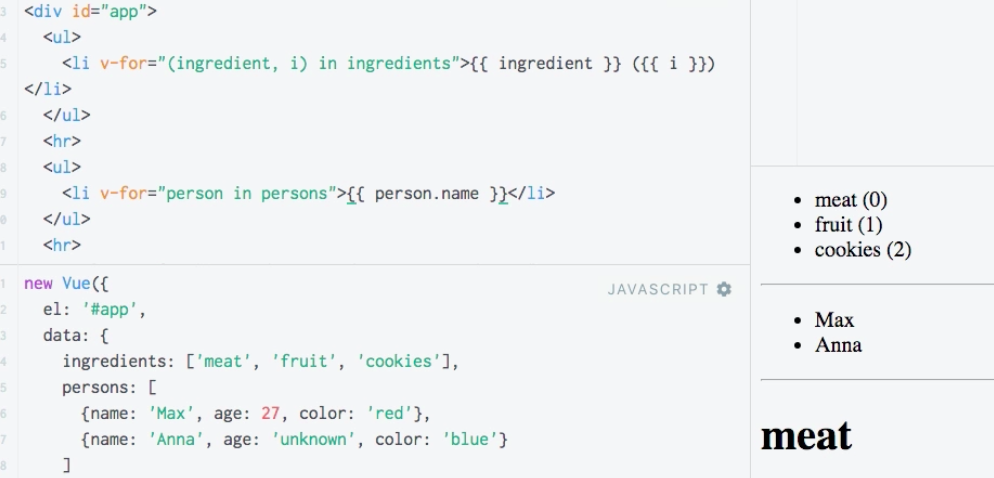 3 <div id="app">
4 <ul>
5 <li v-for="(ingredient, i) in ingredients">{{ ingredient }} ({{ i }})
</li>
6 </ul>
7 <hr>
8 <ul>
9 <li v-for="person in persons">{{ person.name }}</li>
0 </ul>
1 <hr>
JAVASCRIPT
1 new Vue({
2 el: '#app',
3 data: {
4 ingredients: ['meat', 'fruit', 'cookies'],
5 persons: [
6 {name: 'Max', age: 27, color: 'red'},
7 {name: 'Anna', age: 'unknown', color: 'blue'}
8 ]
• meat (0)
• fruit (1)
• cookies (2)
• Max
• Anna
meat